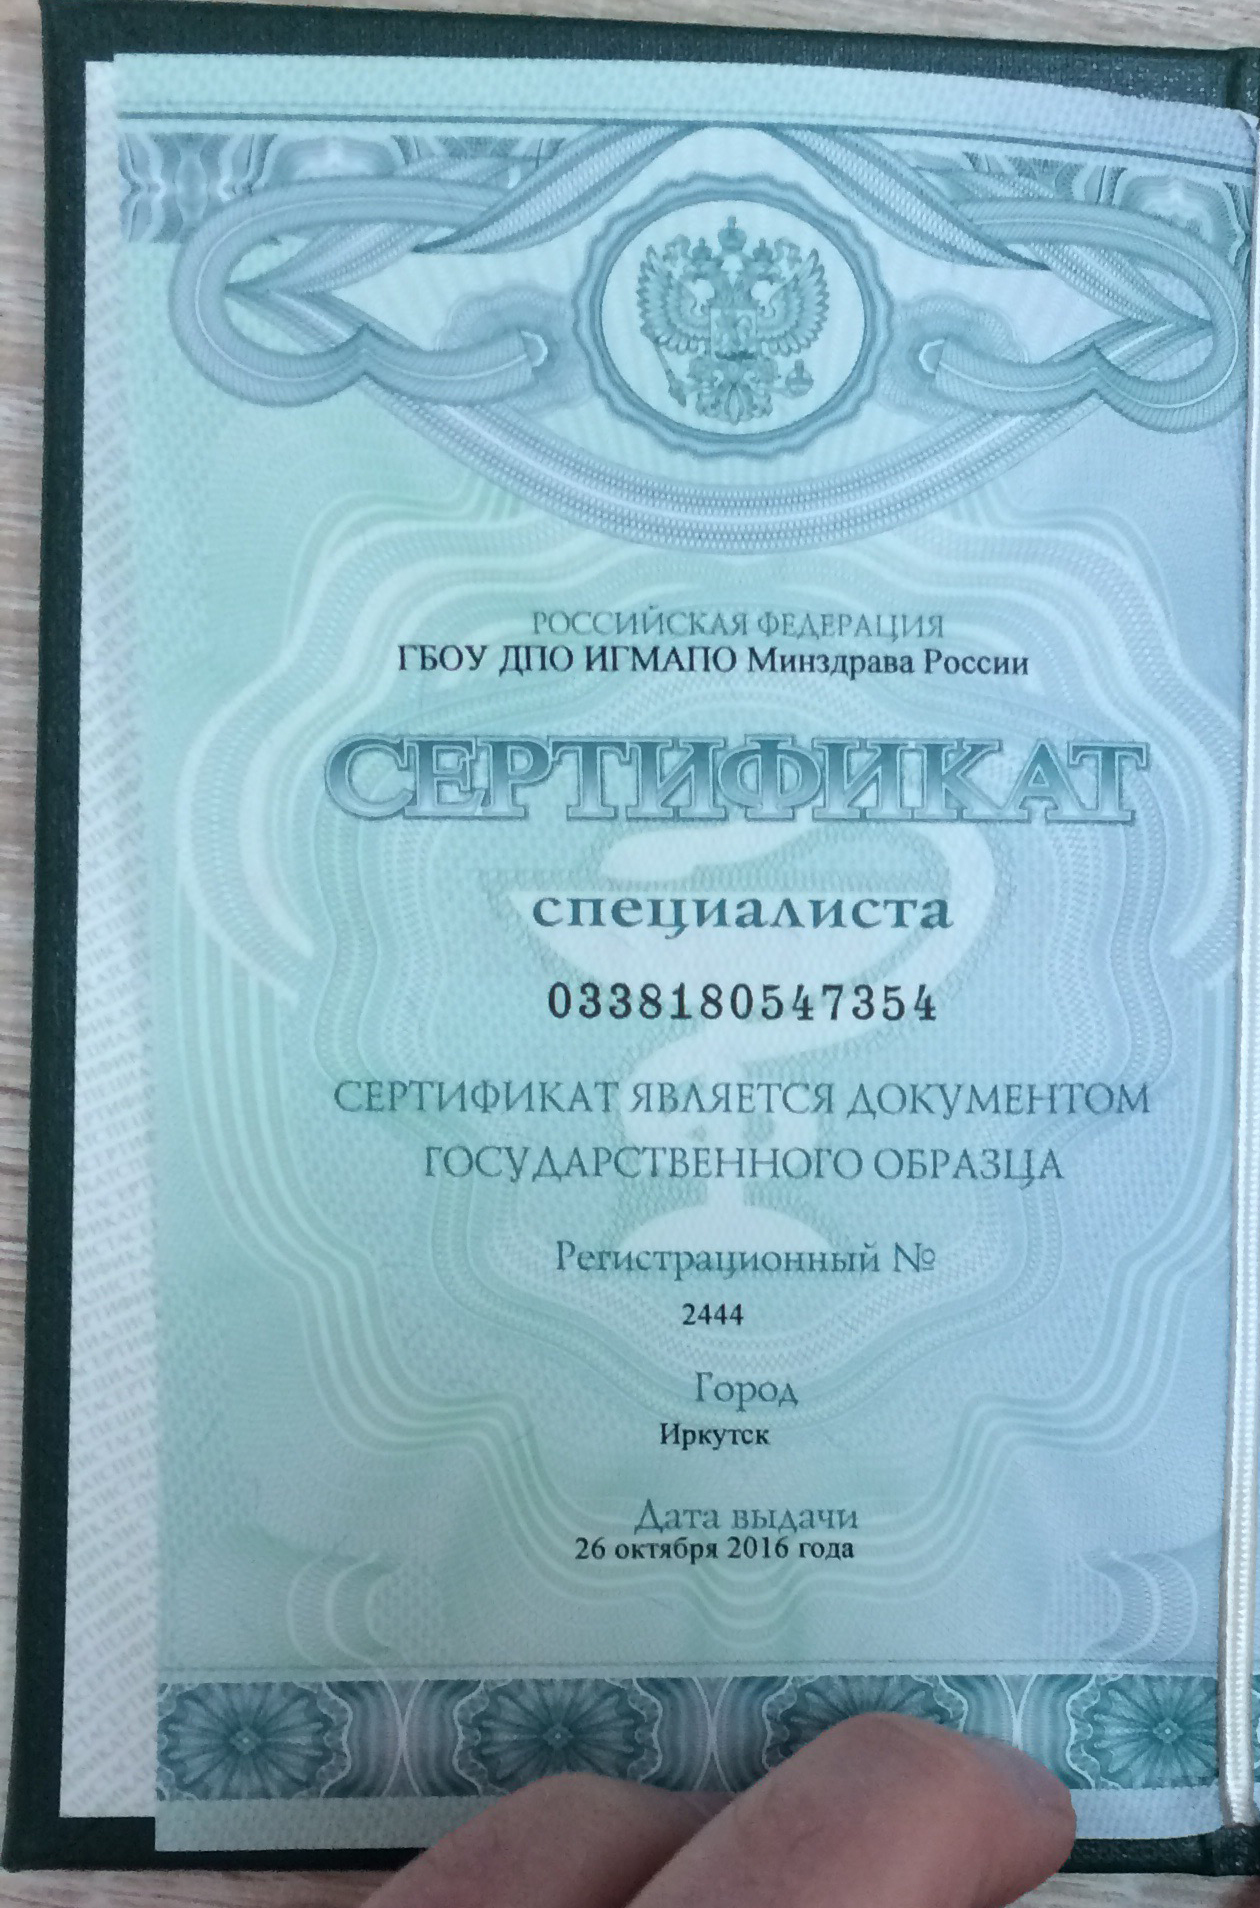 РОССИЙСКАЯ ФЕДЕРАЦИЯ
ГБОУ ДПО ИГМАПО Минздрава России
СЕРТИФИКАТ
специалиста
0338180547354
СЕРТИФИКАТ ЯВЛЯЕТСЯ ДОКУМЕНТОМ
ГОСУДАРСТВЕННОГО ОБРАЗЦА
Регистрационный №
2444
Город
Иркутск
Дата выдачи
26 октября 2016 года